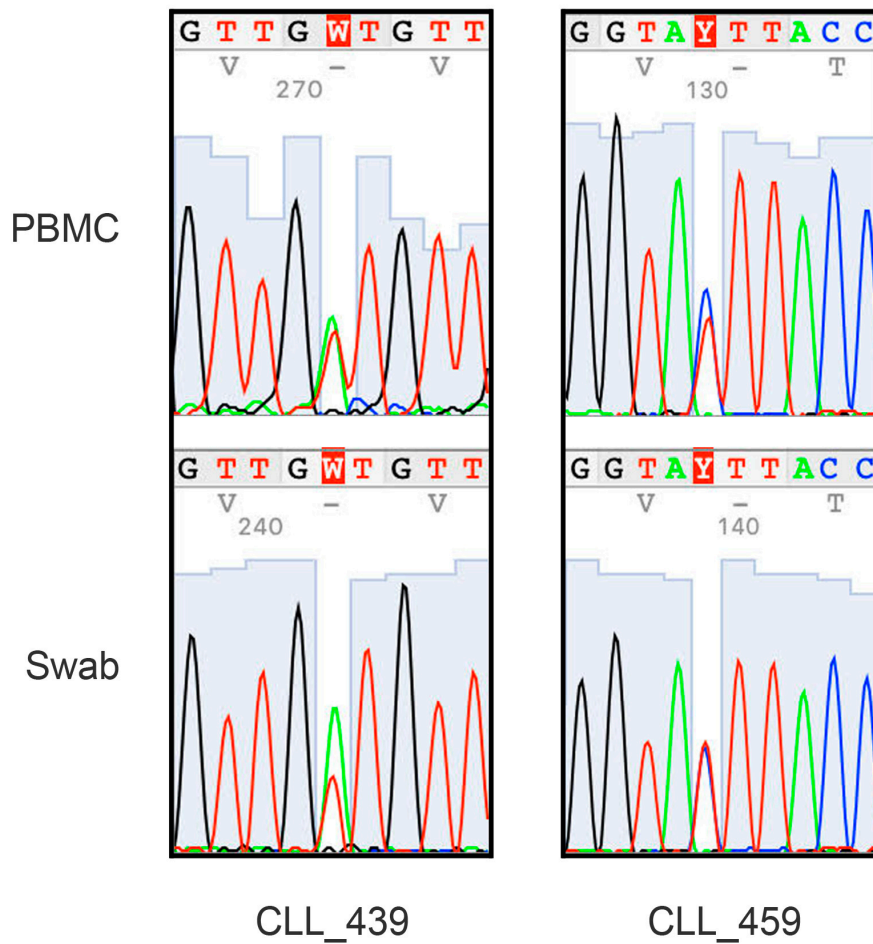 G T T G W T G T T
V – V
270
G G T A Y T T A C C
V – T
130
PBMC
G T T G W T G T T
V – V
240
G G T A Y T T A C C
V – T
140
Swab
CLL_439
CLL_459